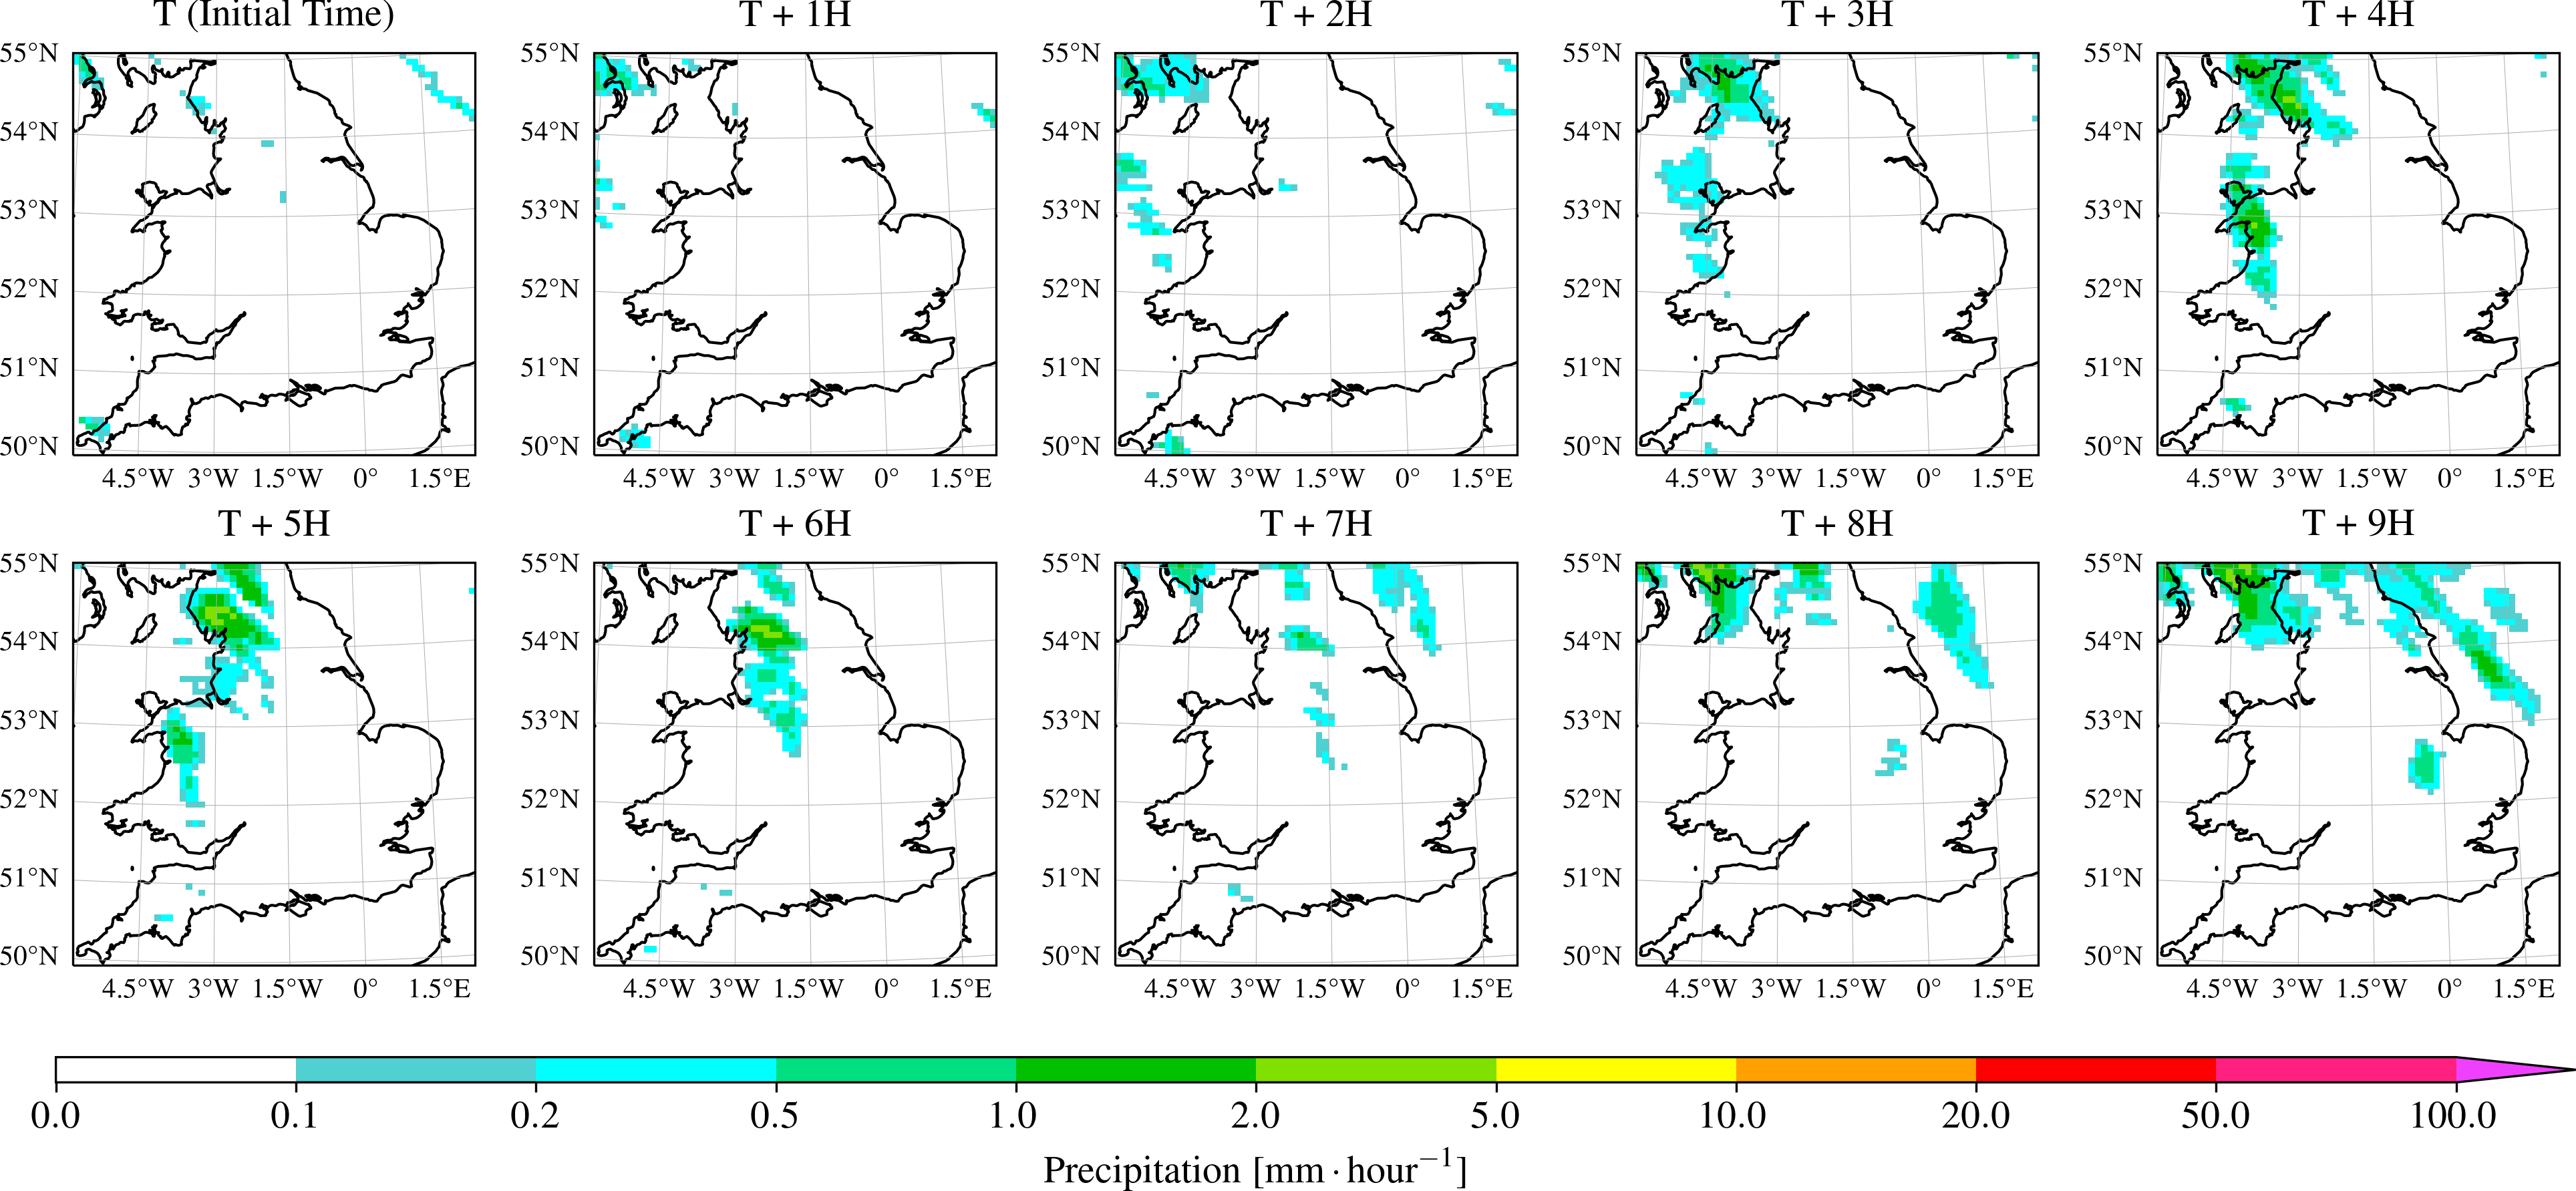 T (Initial Time) T + 1H T + 2H T + 3H T + 4H
55°N 55°N 55°N 55°N 55°N
54°N 54°N 54°N 54°N 54°N
53°N 53°N 53°N 53°N 53°N
52°N 52°N 52°N 52°N 52°N
51°N 51°N 51°N 51°N 51°N
50°N 50°N 50°N 50°N 50°N
4.5°W 3°W 1.5°W 0° 1.5°E 4.5°W 3°W 1.5°W 0° 1.5°E 4.5°W 3°W 1.5°W 0° 1.5°E 4.5°W 3°W 1.5°W 0° 1.5°E 4.5°W 3°W 1.5°W 0° 1.5°E
T + 5H T + 6H T + 7H T + 8H T + 9H
55°N 55°N 55°N 55°N 55°N
54°N 54°N 54°N 54°N 54°N
53°N 53°N 53°N 53°N 53°N
52°N 52°N 52°N 52°N 52°N
51°N 51°N 51°N 51°N 51°N
50°N 50°N 50°N 50°N 50°N
4.5°W 3°W 1.5°W 0° 1.5°E 4.5°W 3°W 1.5°W 0° 1.5°E 4.5°W 3°W 1.5°W 0° 1.5°E 4.5°W 3°W 1.5°W 0° 1.5°E 4.5°W 3°W 1.5°W 0° 1.5°E
0.0 0.1 0.2 0.5 1.0 2.0 5.0 10.0 20.0 50.0 100.0
Precipitation [mm · hour⁻¹]